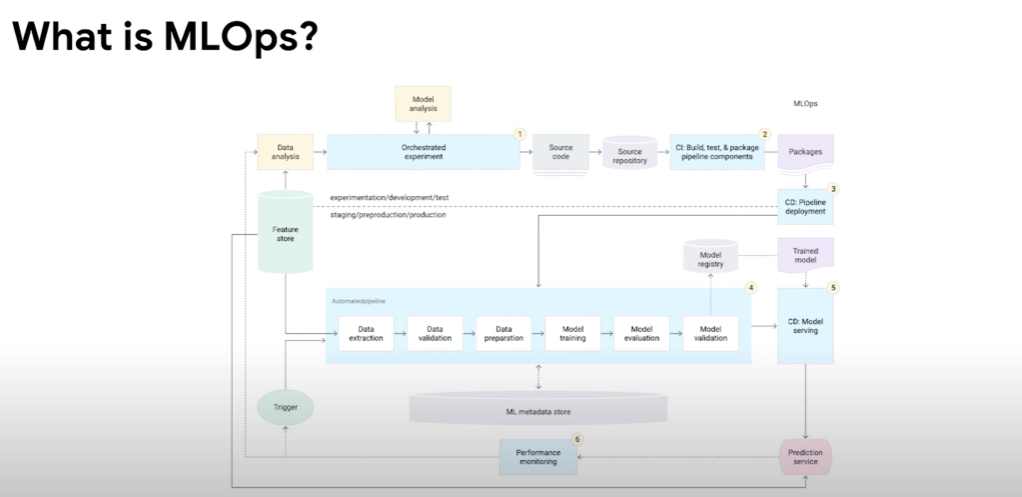 What is MLOps?
Model
analysis
MLOps
Data
analysis
Orchestrated
experiment
1
Source
code
Source
repository
CI: Build, test, & package
pipeline components
2
Packages
experimentation/development/test
staging/preproduction/production
CD: Pipeline
deployment
3
Feature
store
Model
registry
Trained
model
Automatedpipeline
4
5
Data
extraction
Data
validation
Data
preparation
Model
training
Model
evaluation
Model
validation
CD: Model
serving
Trigger
ML metadata store
Performance
monitoring
6
Prediction
service